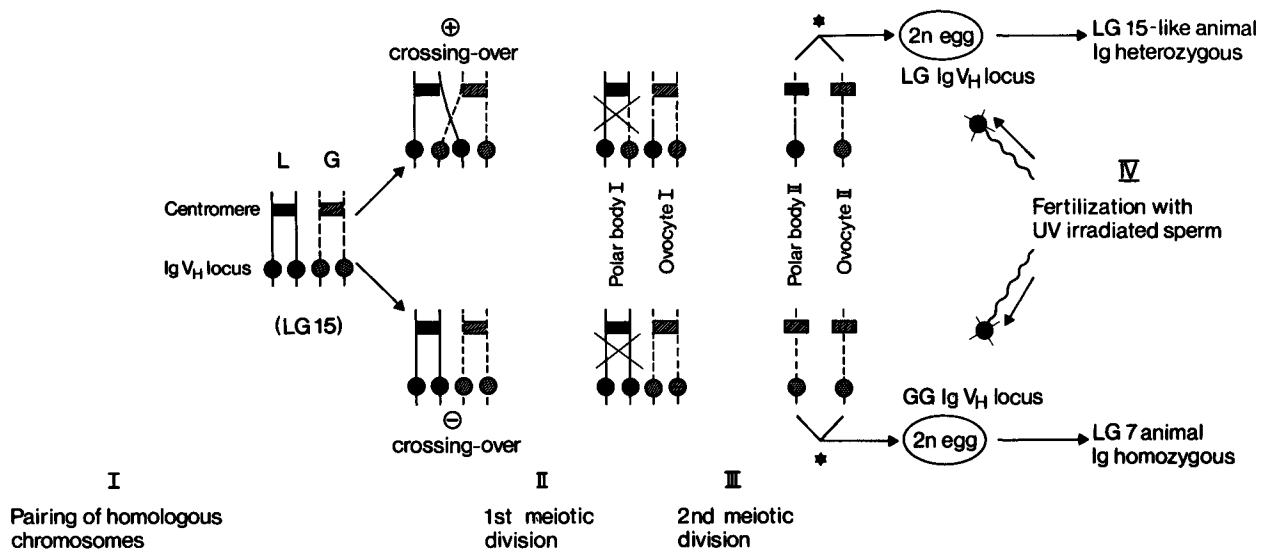 ⊕
crossing-over
L G
Centromere
Ig VH locus
(LG 15)
⊖
crossing-over
Polar body I
Ovocyte I
Polar body II
Ovocyte II
*
2n egg
LG Ig VH locus
LG 15-like animal
Ig heterozygous
IV
Fertilization with
UV irradiated sperm
GG Ig VH locus
2n egg
*
LG 7 animal
Ig homozygous
I
Pairing of homologous
chromosomes
II
1st meiotic
division
III
2nd meiotic
division